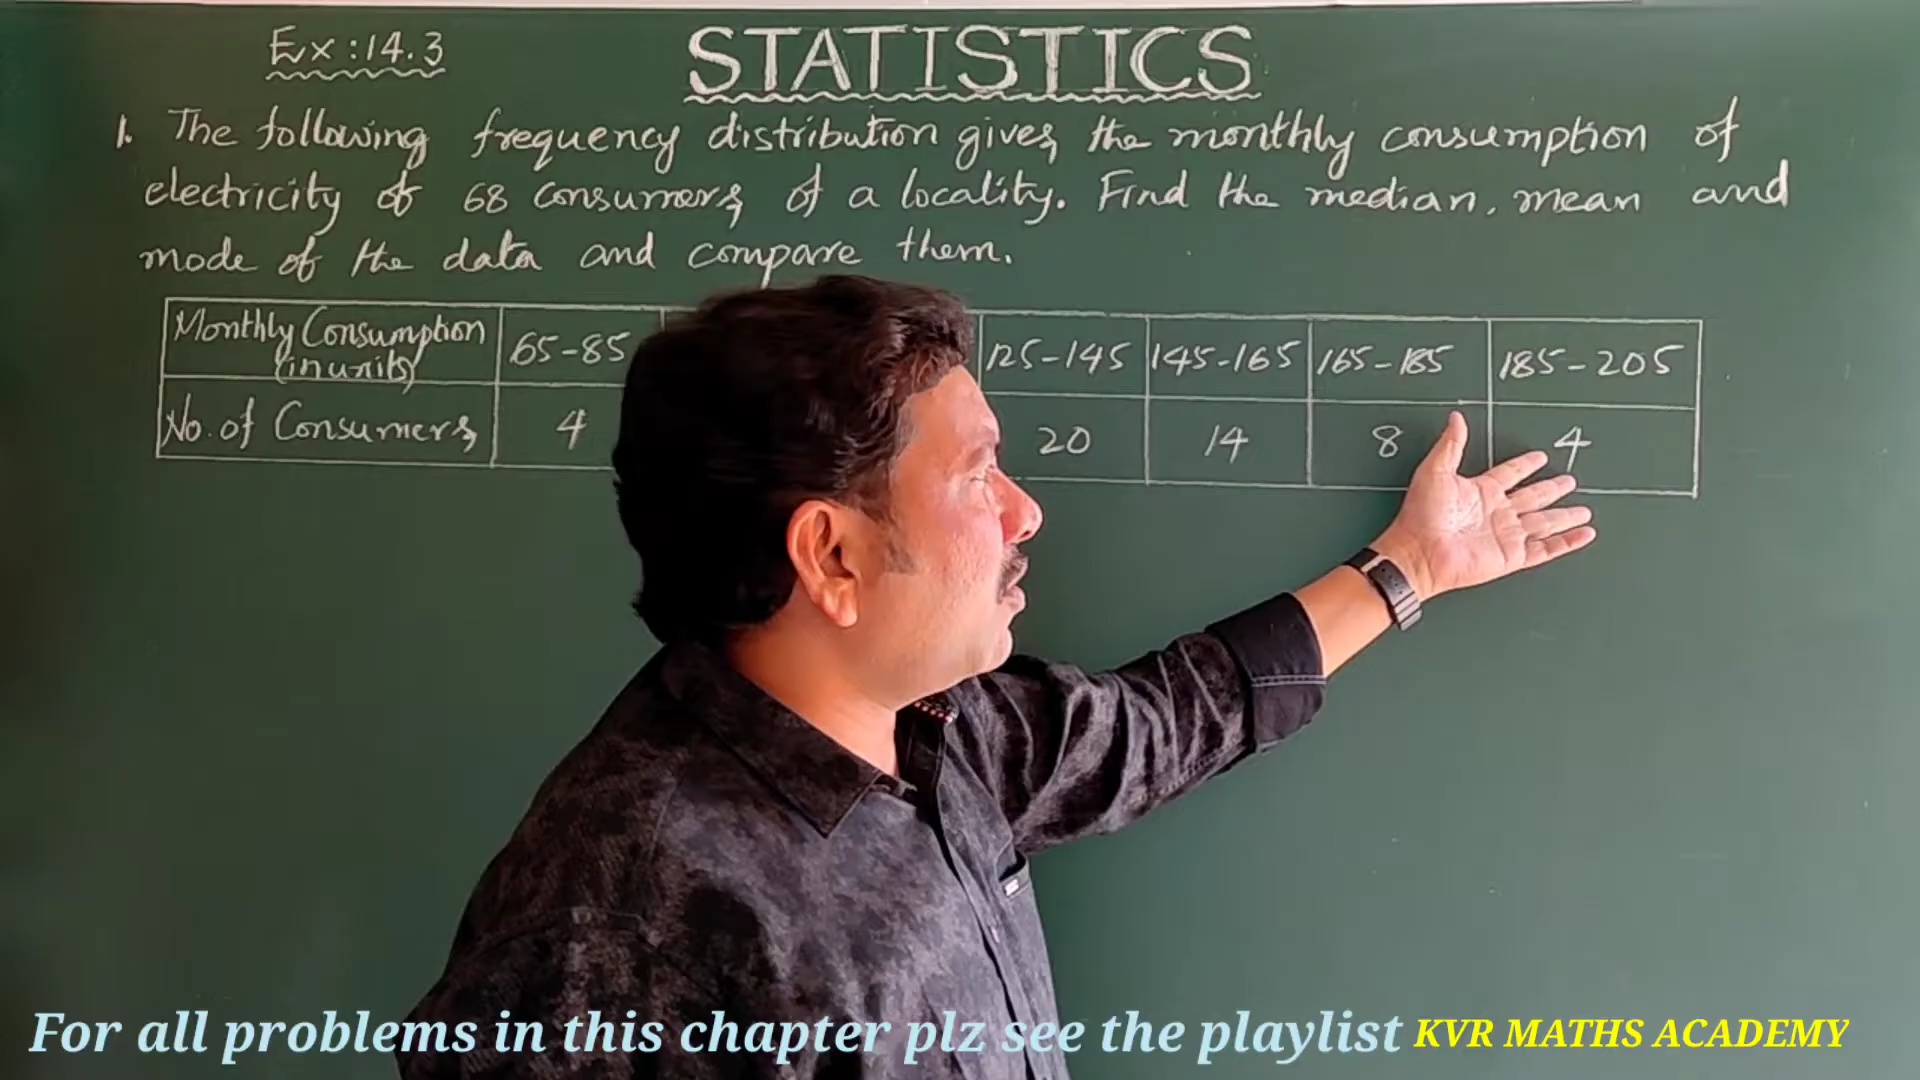 Ex : 14.3
STATISTICS
1. The following frequency distribution gives the monthly consumption of
electricity of 68 consumers of a locality. Find the median, mean and
mode of the data and compare them.
Monthly Consumption (in units) 65-85 125-145 145-165 165-185 185-205
No. of Consumers 4 20 14 8 4
For all problems in this chapter plz see the playlist KVR MATHS ACADEMY